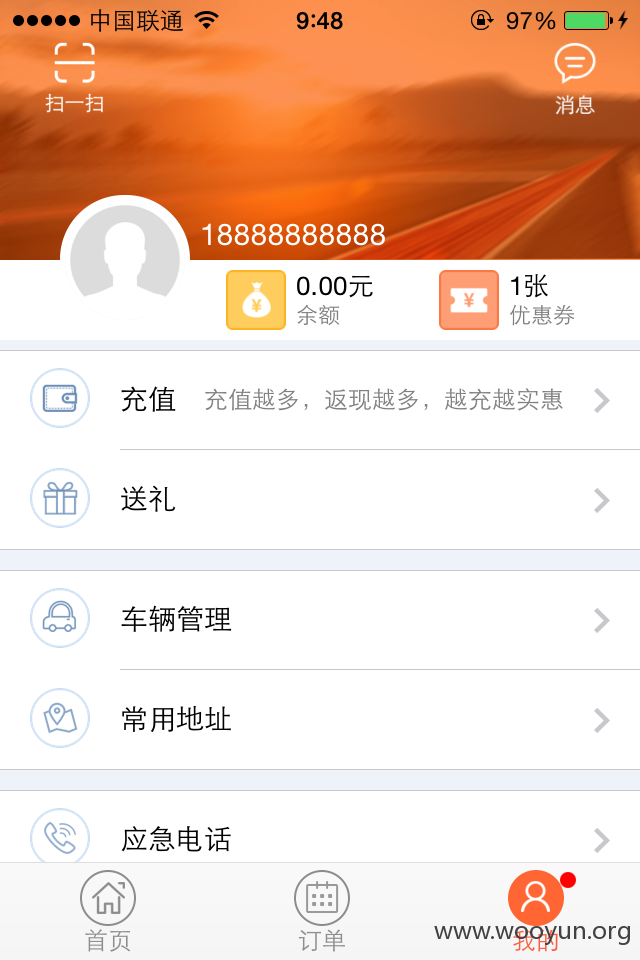 中国联通 9:48 97%
扫一扫 消息
18888888888
0.00元 1张
余额 优惠券
充值 充值越多，返现越多，越充越实惠
送礼
车辆管理
常用地址
应急电话
首页 订单 我的
www.wooyun.org